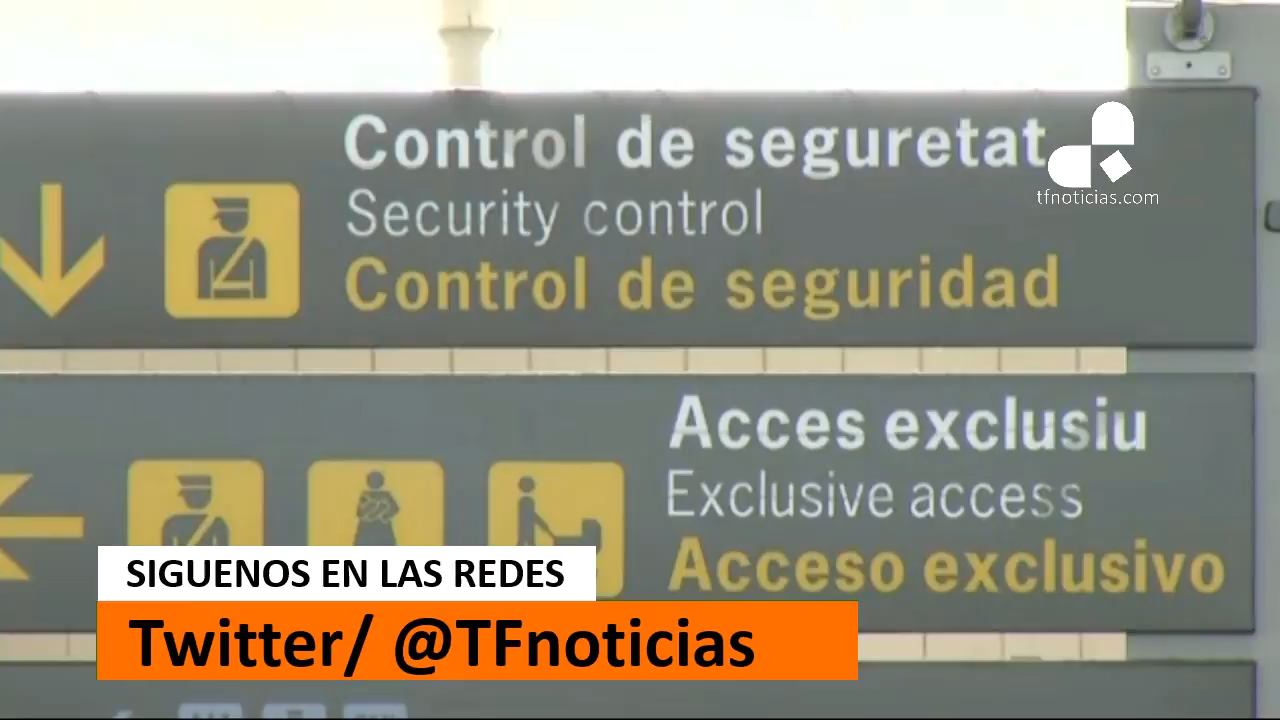 Control de seguretat
Security control
Control de seguridad
tfnoticias.com
Acces exclusiu
Exclusive access
Acceso exclusivo
SIGUENOS EN LAS REDES
Twitter/ @TFnoticias